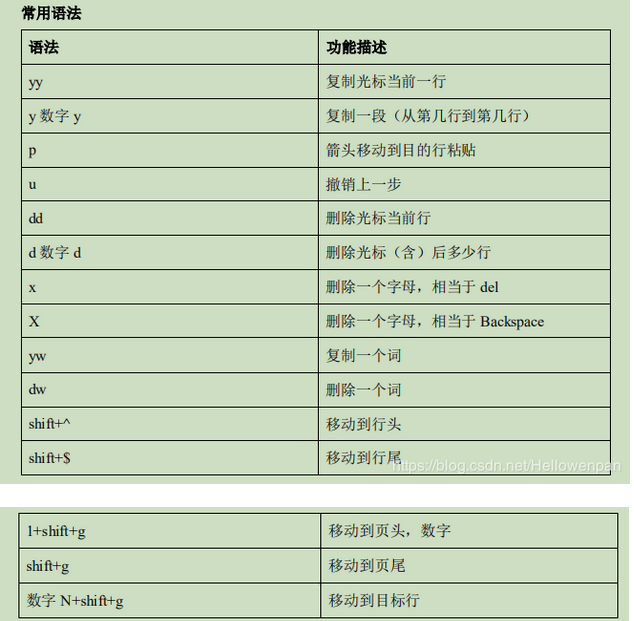 常用语法
语法 功能描述
yy 复制光标当前一行
y 数字 y 复制一段（从第几行到第几行）
p 箭头移动到目的行粘贴
u 撤销上一步
dd 删除光标当前行
d 数字 d 删除光标（含）后多少行
x 删除一个字母，相当于 del
X 删除一个字母，相当于 Backspace
yw 复制一个词
dw 删除一个词
shift+^ 移动到行头
shift+$ 移动到行尾
https://blog.csdn.net/Hellowenpan
1+shift+g 移动到页头，数字
shift+g 移动到页尾
数字 N+shift+g 移动到目标行